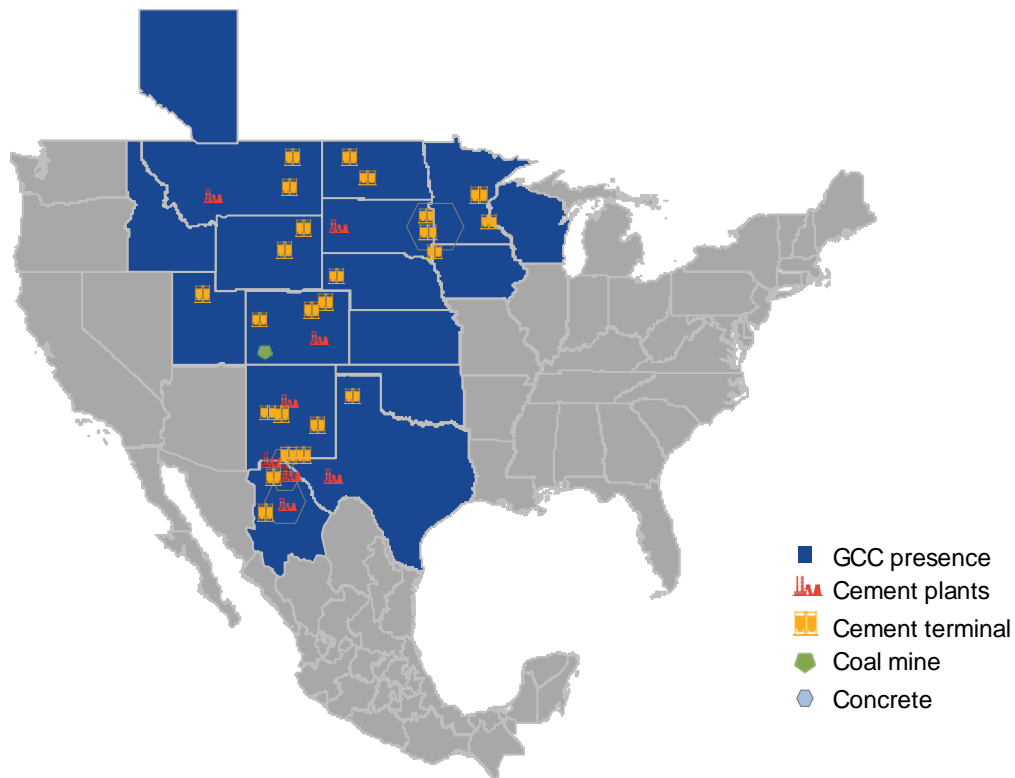 GCC presence
Cement plants
Cement terminal
Coal mine
Concrete